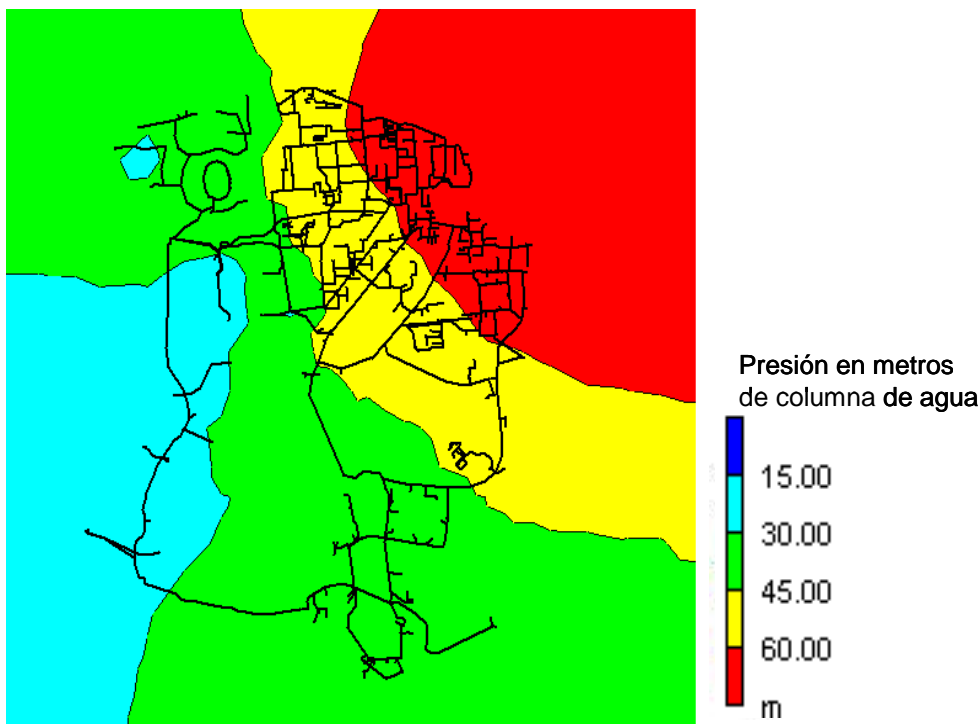 Presión en metros
de columna de agua
15.00
30.00
45.00
60.00
m